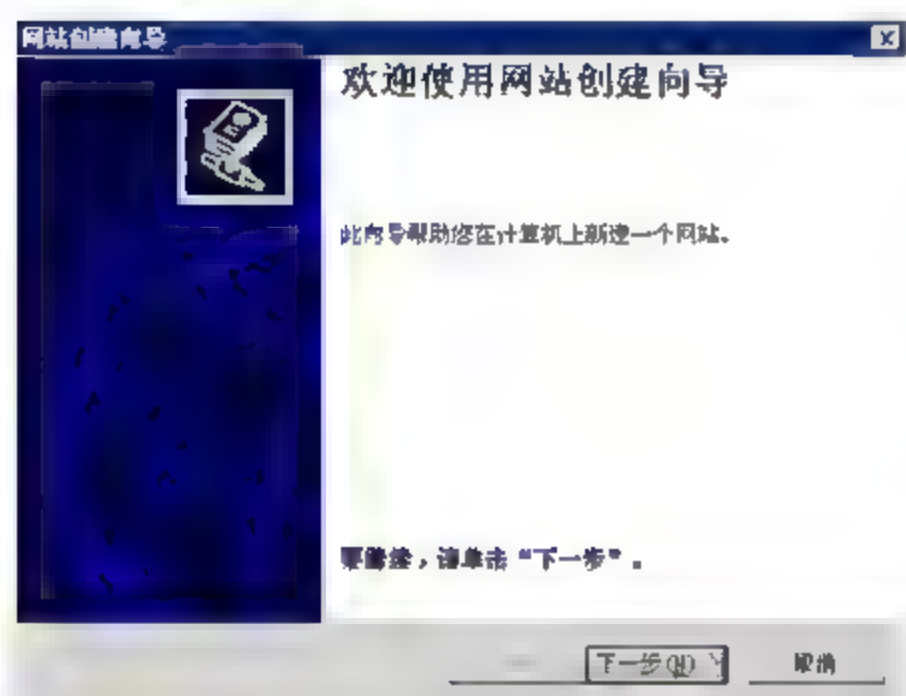 网站创建向导
欢迎使用网站创建向导
此向导帮助您在计算机上新建一个网站。
要继续，请单击“下一步”。
下一步(N) >
取消